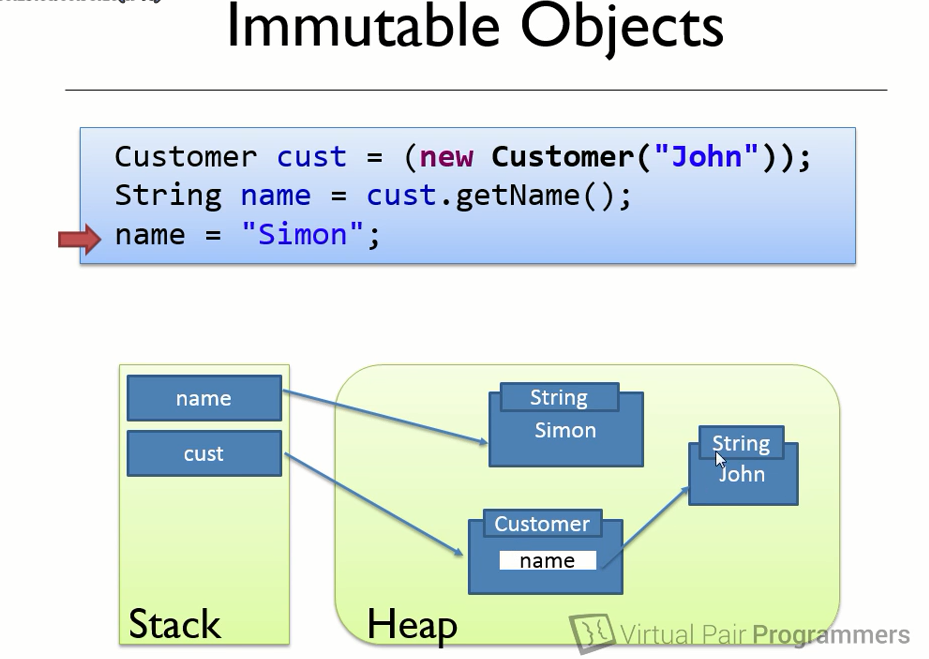 Immutable Objects
Customer cust = (new Customer("John"));
String name = cust.getName();
name = "Simon";
name
cust
String
Simon
String
John
Customer
name
Stack
Heap
Virtual Pair Programmers